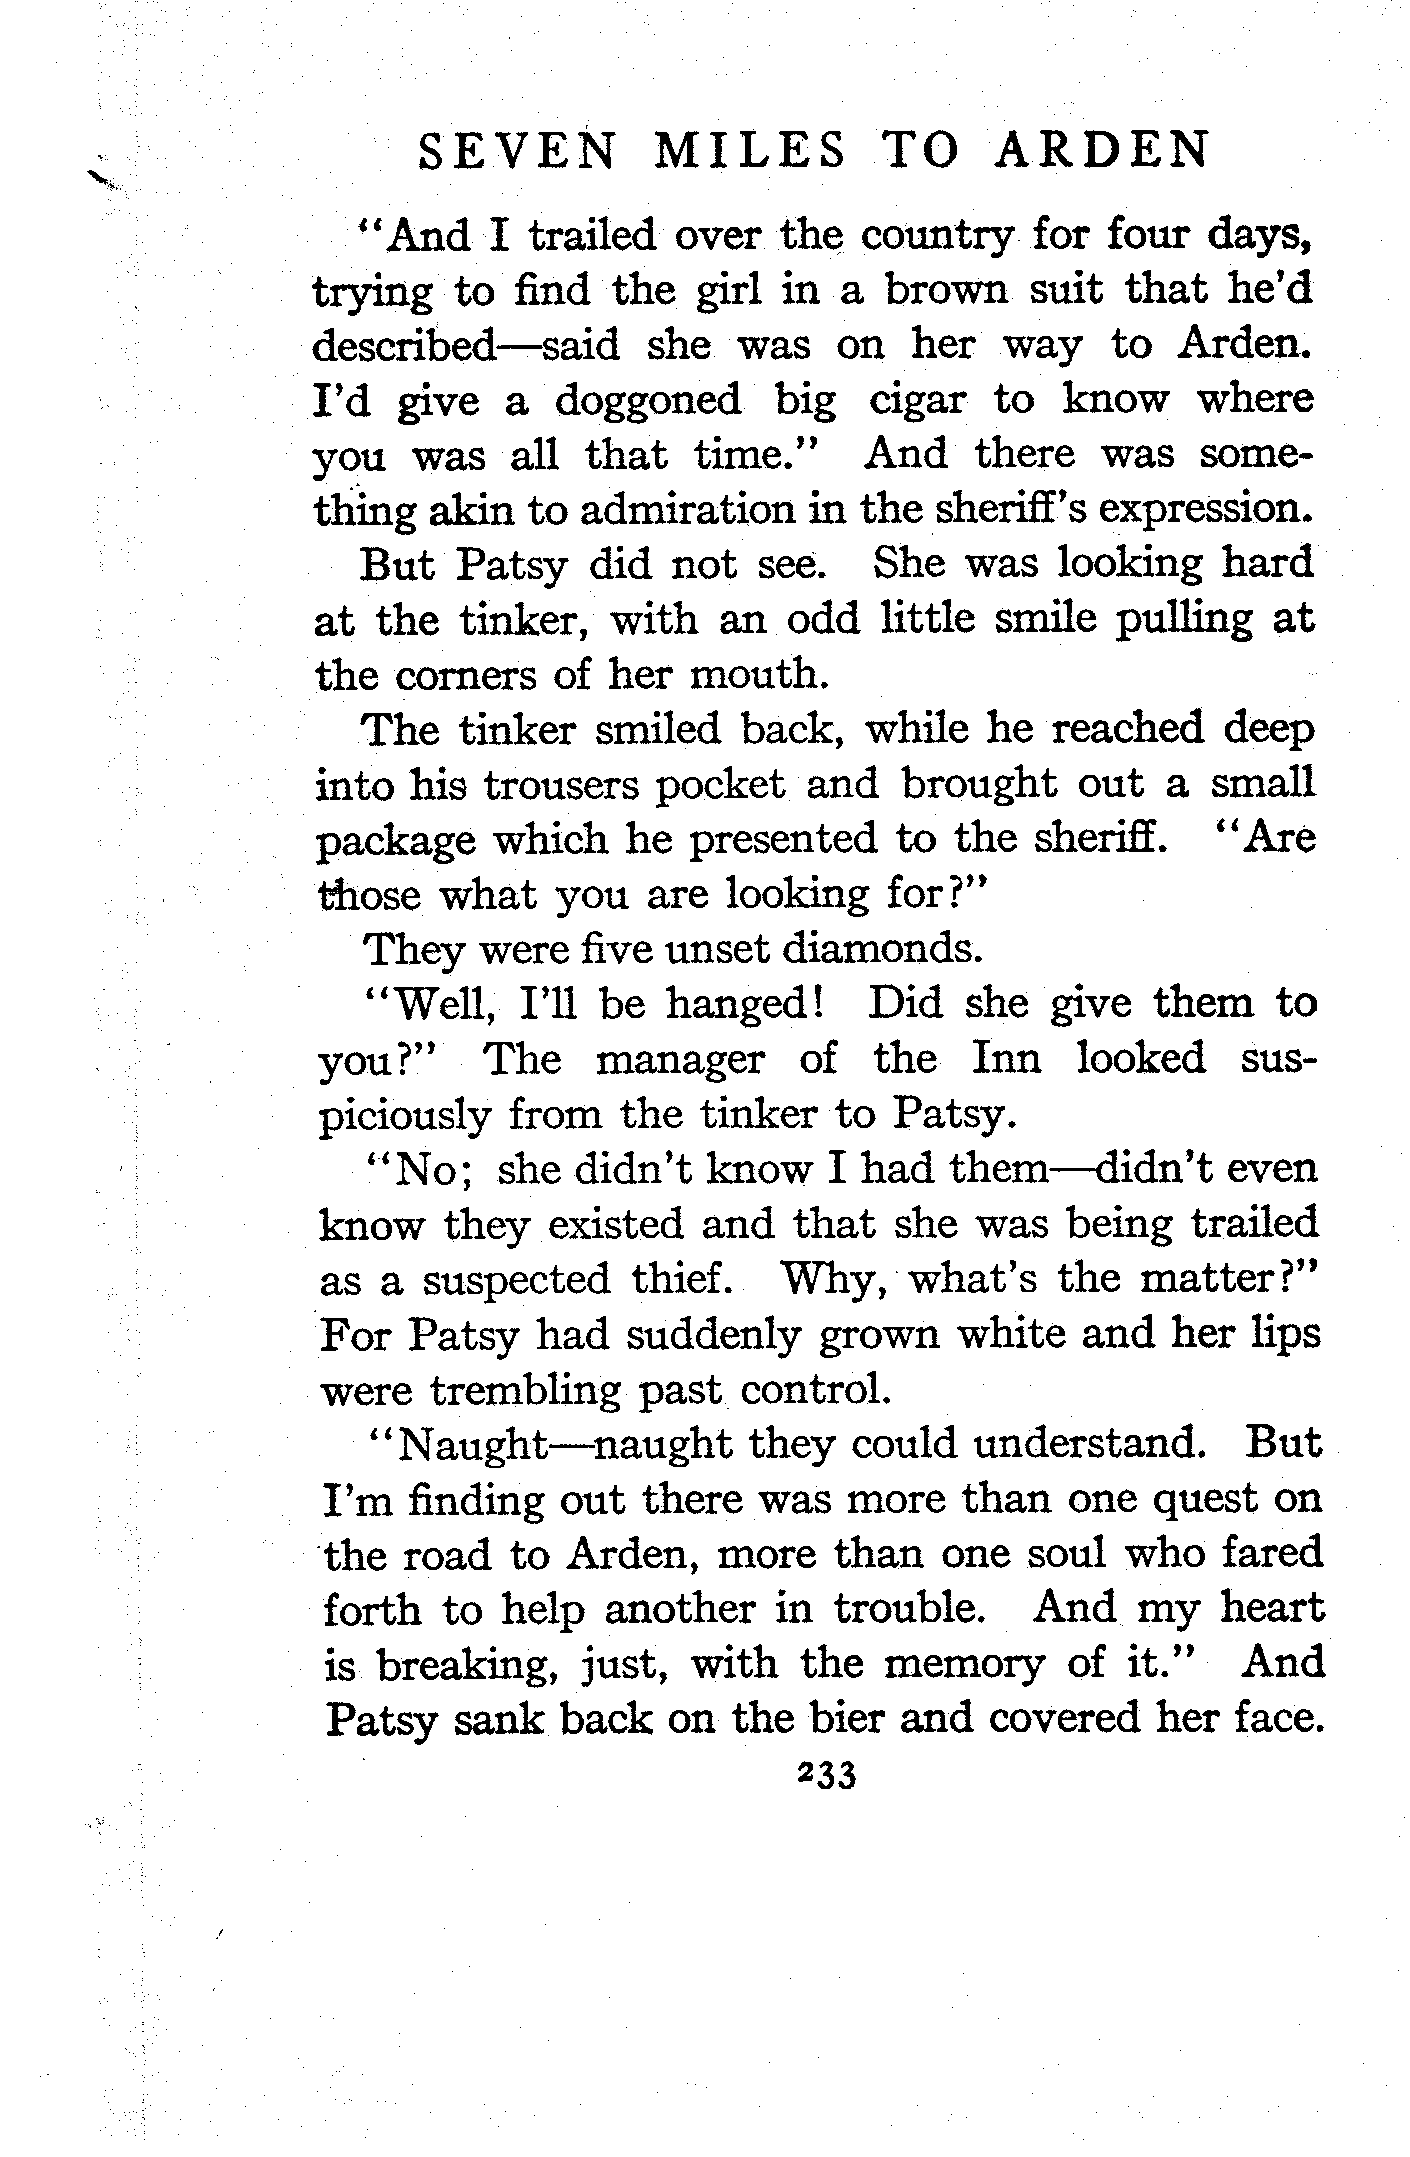 SEVEN MILES TO ARDEN
"And I trailed over the country for four days,
trying to find the girl in a brown suit that he'd
described—said she was on her way to Arden.
I'd give a doggoned big cigar to know where
you was all that time." And there was some-
thing akin to admiration in the sheriff's expression.
But Patsy did not see. She was looking hard
at the tinker, with an odd little smile pulling at
the corners of her mouth.
The tinker smiled back, while he reached deep
into his trousers pocket and brought out a small
package which he presented to the sheriff. "Are
those what you are looking for?"
They were five unset diamonds.
"Well, I'll be hanged! Did she give them to
you?" The manager of the Inn looked sus-
piciously from the tinker to Patsy.
"No; she didn't know I had them—didn't even
know they existed and that she was being trailed
as a suspected thief. Why, what's the matter?"
For Patsy had suddenly grown white and her lips
were trembling past control.
"Naught—naught they could understand. But
I'm finding out there was more than one quest on
the road to Arden, more than one soul who fared
forth to help another in trouble. And my heart
is breaking, just, with the memory of it." And
Patsy sank back on the bier and covered her face.
233